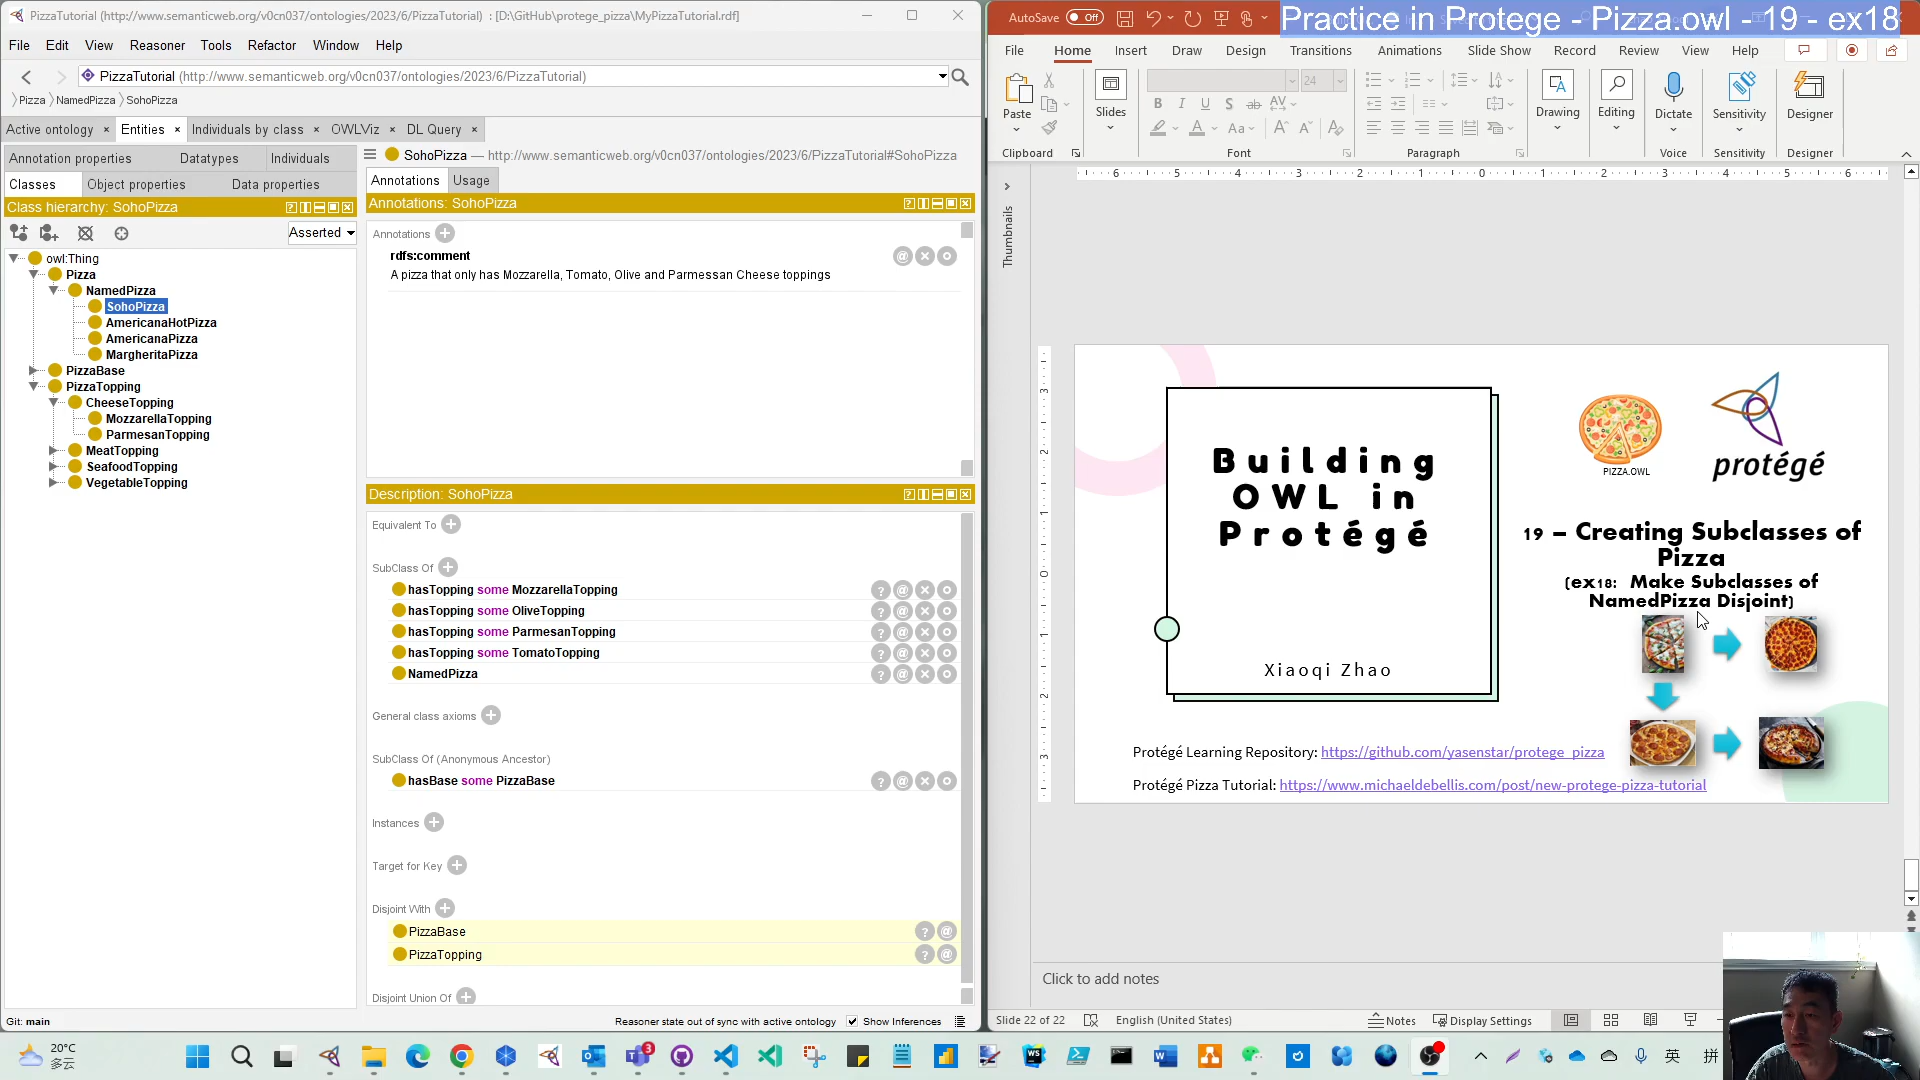 PizzaTutorial (http://www.semanticweb.org/v0cn037/ontologies/2023/6/PizzaTutorial) : [D:\GitHub\protege_pizza\MyPizzaTutorial.rdf]
File Edit View Reasoner Tools Refactor Window Help
PizzaTutorial (http://www.semanticweb.org/v0cn037/ontologies/2023/6/PizzaTutorial)
Pizza NamedPizza SohoPizza
Active ontology × Entities × Individuals by class × OWLViz × DL Query ×
Annotation properties Datatypes Individuals
Classes Object properties Data properties
Class hierarchy: SohoPizza
Asserted
owl:Thing
Pizza
NamedPizza
SohoPizza
AmericanaHotPizza
AmericanaPizza
MargheritaPizza
PizzaBase
PizzaTopping
CheeseTopping
MozzarellaTopping
ParmesanTopping
MeatTopping
SeafoodTopping
VegetableTopping
Git: main
SohoPizza — http://www.semanticweb.org/v0cn037/ontologies/2023/6/PizzaTutorial#SohoPizza
Annotations Usage
Annotations: SohoPizza
Annotations
rdfs:comment
A pizza that only has Mozzarella, Tomato, Olive and Parmessan Cheese toppings
Description: SohoPizza
Equivalent To
SubClass Of
hasTopping some MozzarellaTopping
hasTopping some OliveTopping
hasTopping some ParmesanTopping
hasTopping some TomatoTopping
NamedPizza
General class axioms
SubClass Of (Anonymous Ancestor)
hasBase some PizzaBase
Instances
Target for Key
Disjoint With
PizzaBase
PizzaTopping
Disjoint Union Of
Reasoner state out of sync with active ontology Show Inferences
AutoSave Off
Practice in Protege - Pizza.owl - 19 - ex18
File Home Insert Draw Design Transitions Animations Slide Show Record Review View Help
Paste Slides 24 Drawing Editing Dictate Sensitivity Designer
Clipboard Font Paragraph Voice Sensitivity Designer
Thumbnails
Building
OWL in
Protégé
Xiaoqi Zhao
PIZZA.OWL
protégé
19 – Creating Subclasses of
Pizza
(ex18: Make Subclasses of
NamedPizza Disjoint)
Protégé Learning Repository: https://github.com/yasenstar/protege_pizza
Protégé Pizza Tutorial: https://www.michaeldebellis.com/post/new-protege-pizza-tutorial
Click to add notes
Slide 22 of 22 English (United States) Notes Display Settings
20°C
多云
3
英 拼